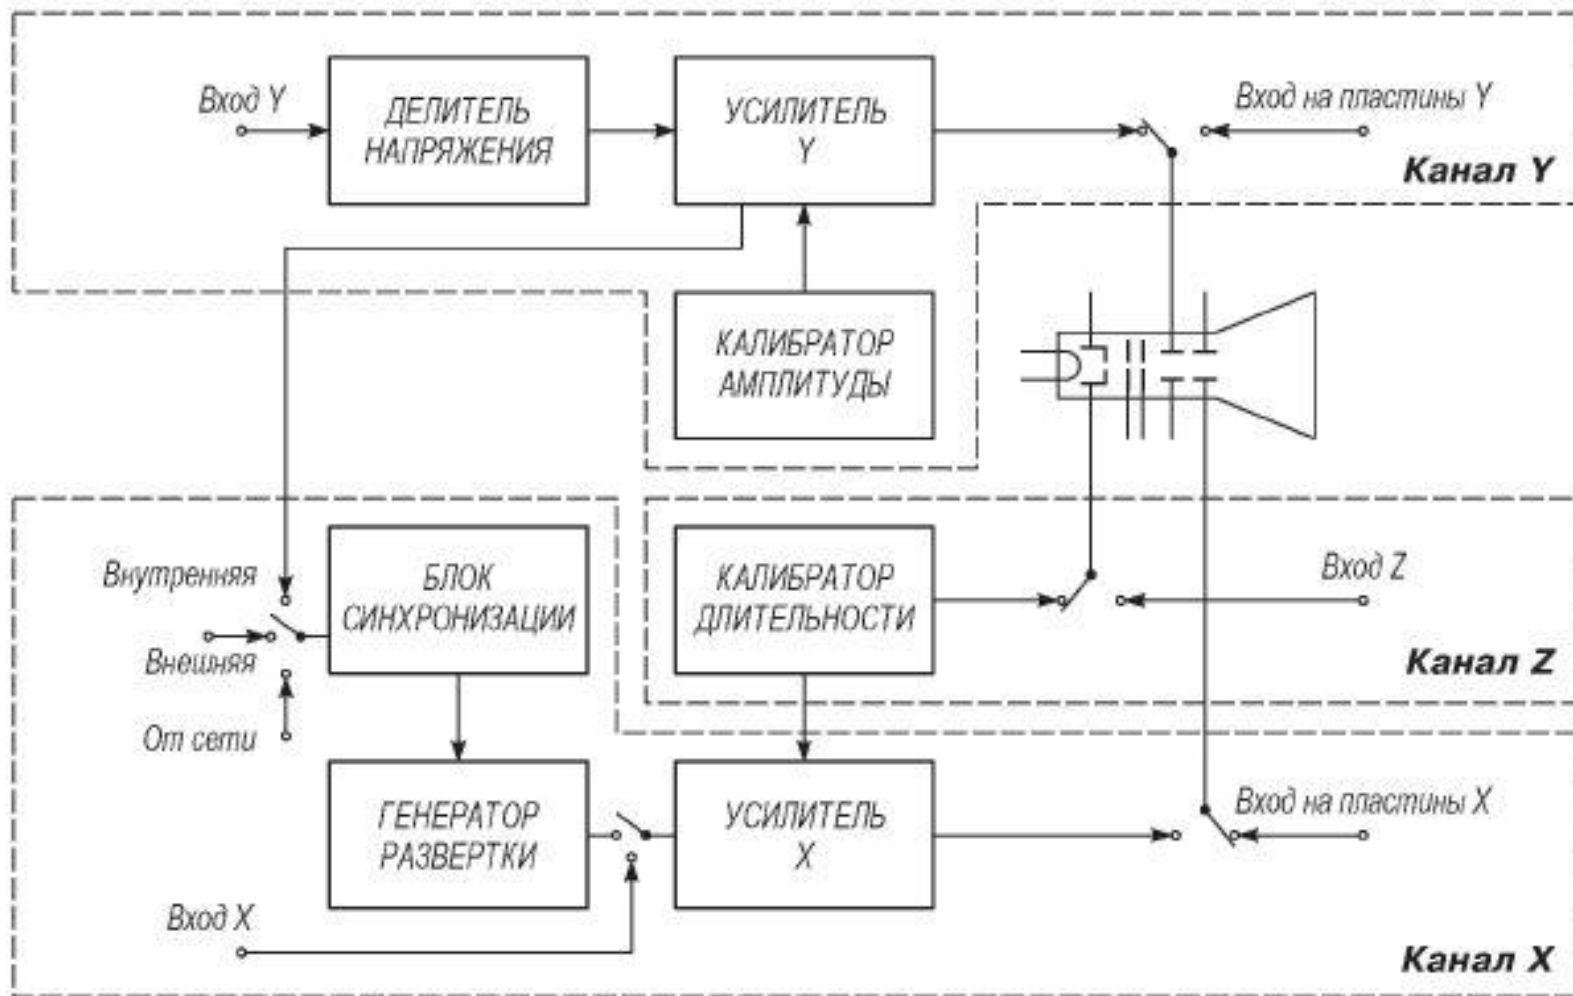 Вход Y
ДЕЛИТЕЛЬ
НАПРЯЖЕНИЯ
УСИЛИТЕЛЬ
Y
Вход на пластины Y
Канал Y
КАЛИБРАТОР
АМПЛИТУДЫ
Внутренняя
Внешняя
От сети
БЛОК
СИНХРОНИЗАЦИИ
КАЛИБРАТОР
ДЛИТЕЛЬНОСТИ
Вход Z
Канал Z
ГЕНЕРАТОР
РАЗВЕРТКИ
УСИЛИТЕЛЬ
X
Вход на пластины X
Вход X
Канал X